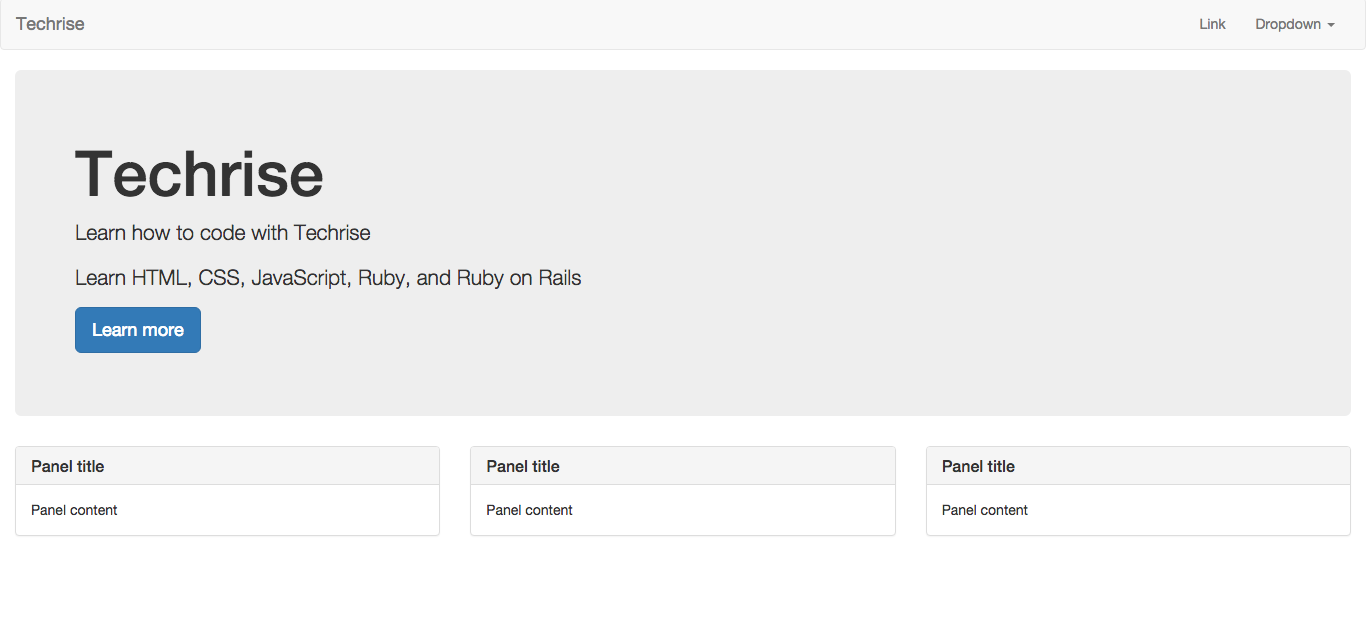 Techrise
Link
Dropdown
Techrise
Learn how to code with Techrise
Learn HTML, CSS, JavaScript, Ruby, and Ruby on Rails
Learn more
Panel title
Panel content
Panel title
Panel content
Panel title
Panel content